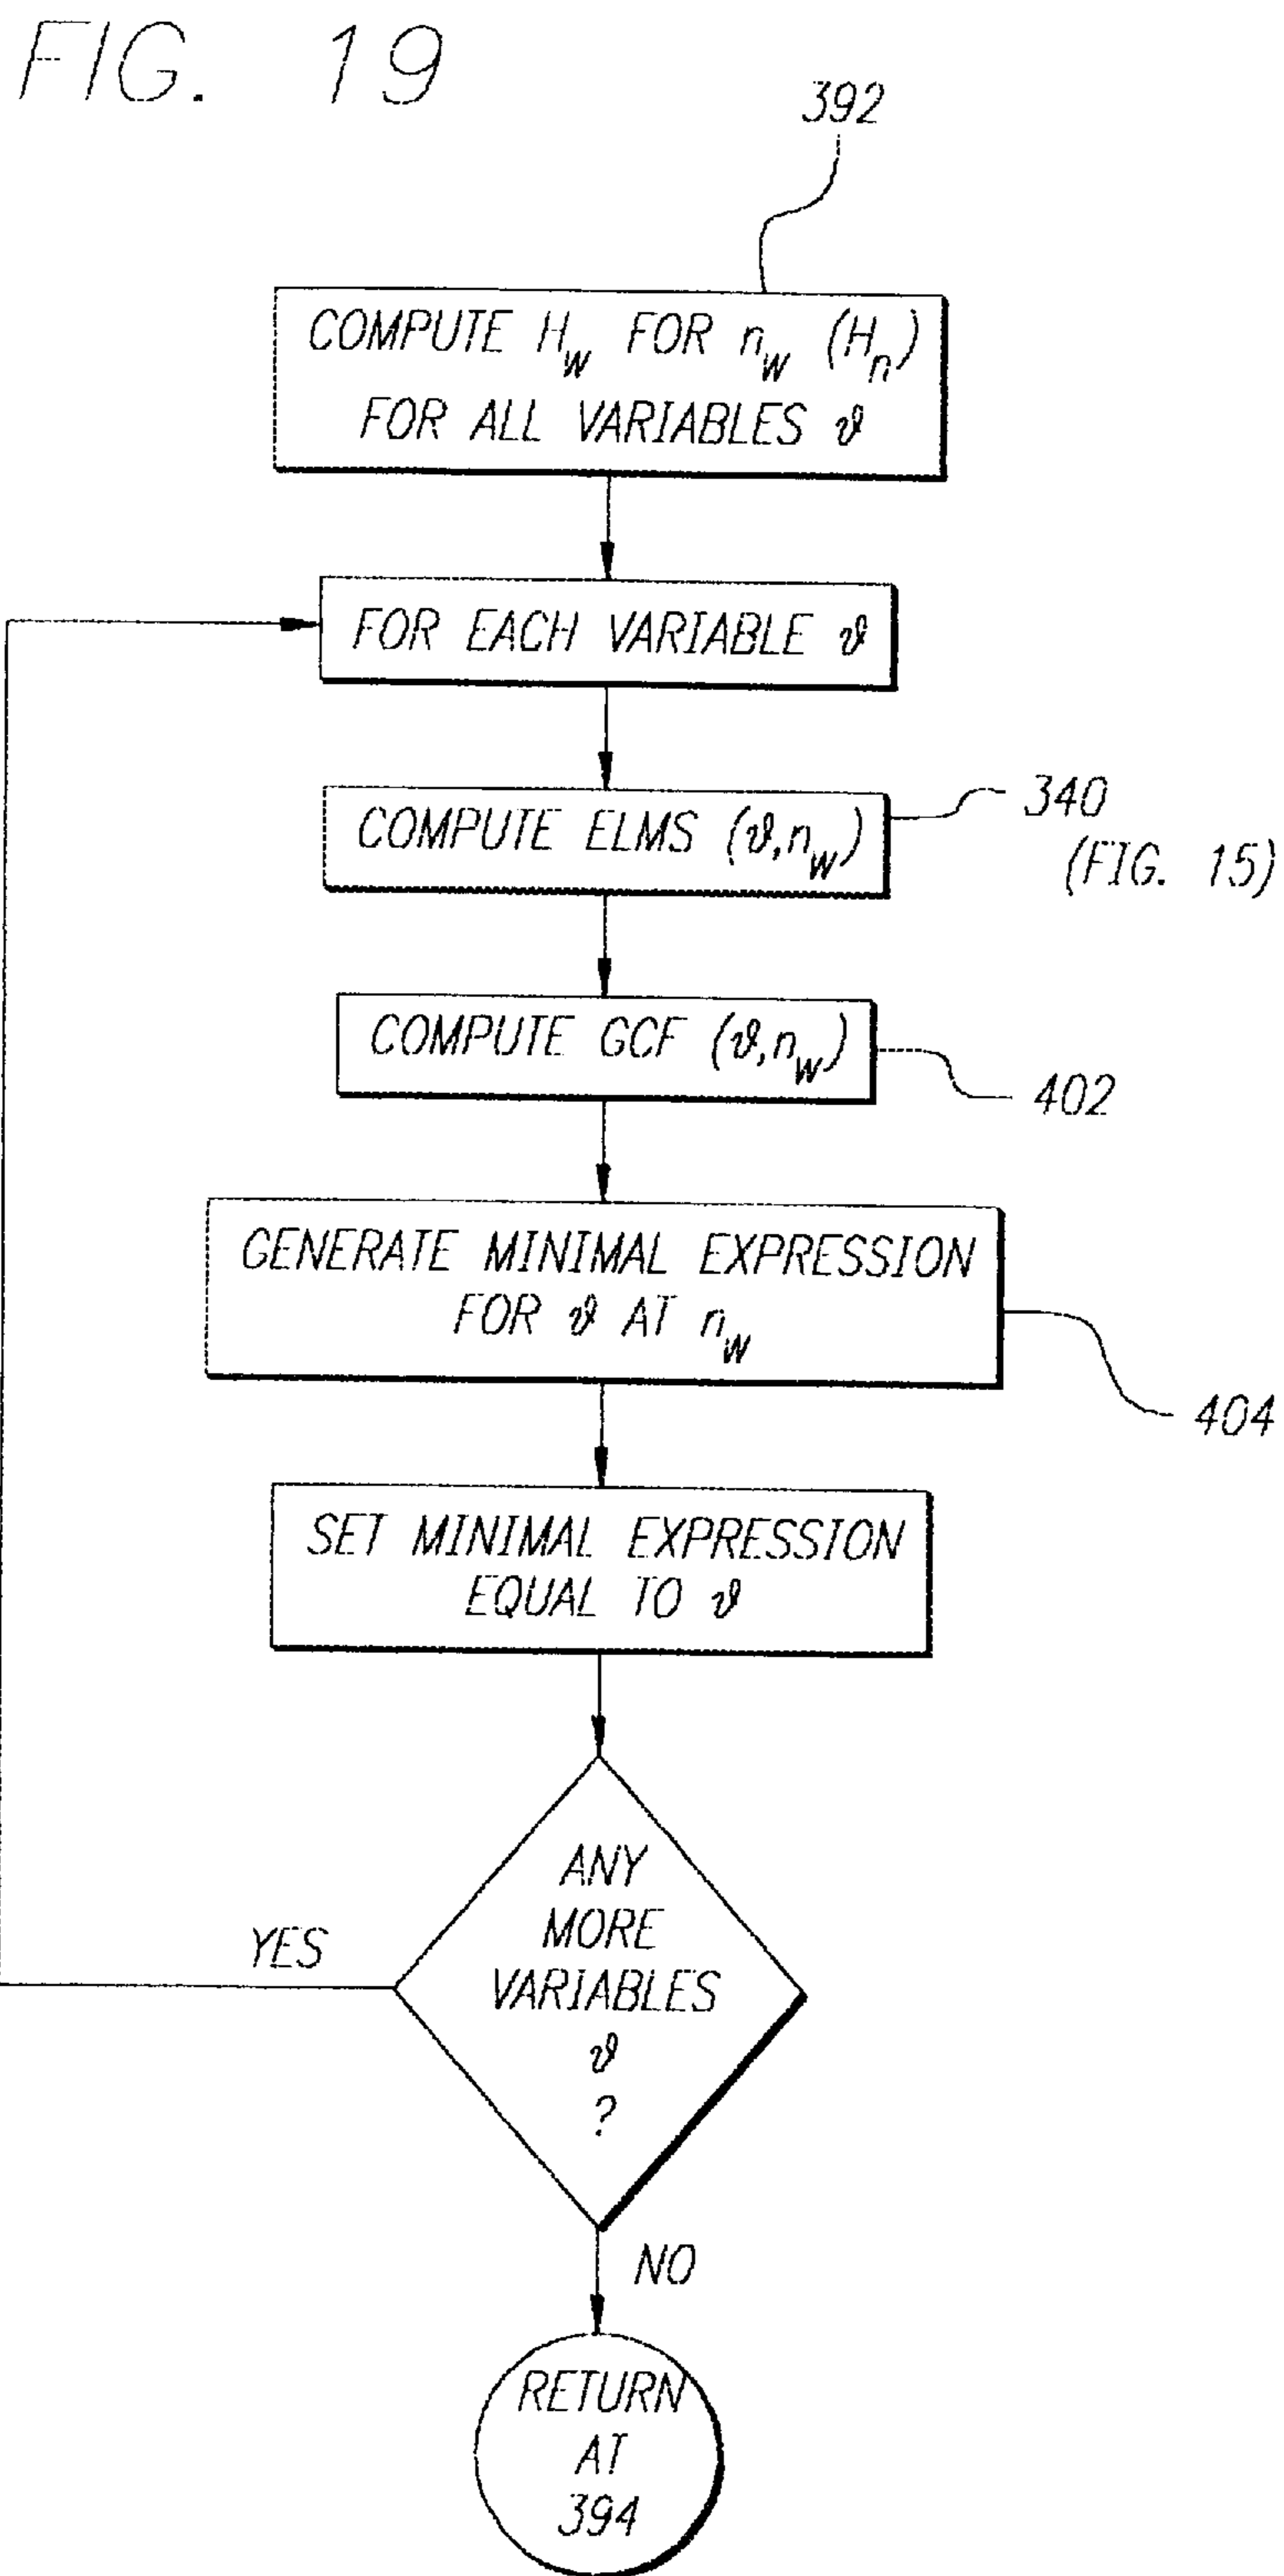 FIG. 19
392
COMPUTE H_w FOR n_w (H_n)
FOR ALL VARIABLES ϑ
FOR EACH VARIABLE ϑ
COMPUTE ELMS (ϑ,n_w)
340
(FIG. 15)
COMPUTE GCF (ϑ,n_w)
402
GENERATE MINIMAL EXPRESSION
FOR ϑ AT n_w
404
SET MINIMAL EXPRESSION
EQUAL TO ϑ
ANY
MORE
VARIABLES
ϑ
?
YES
NO
RETURN
AT
394